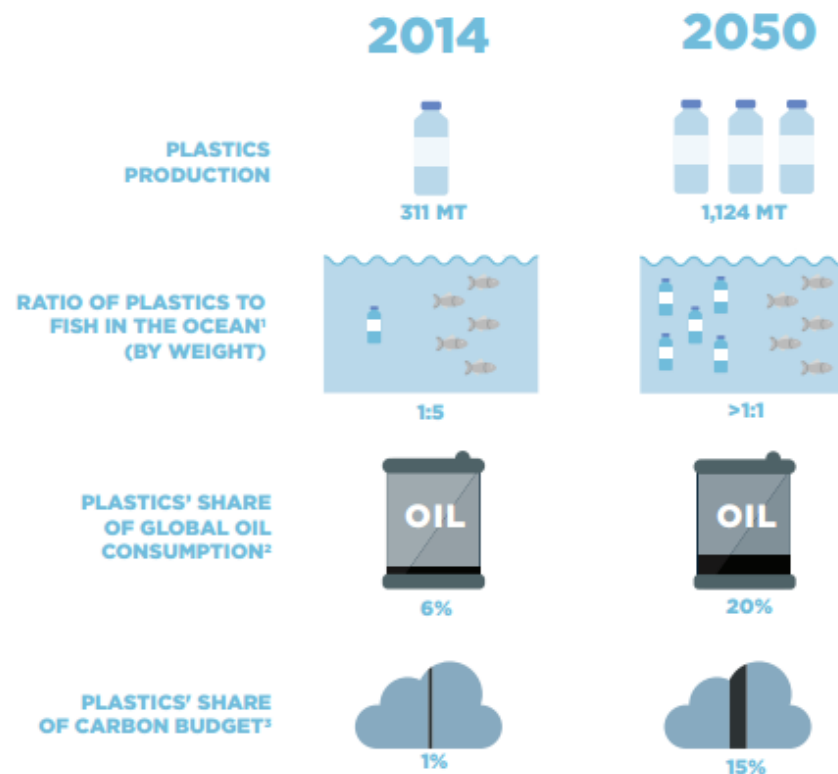 2014
2050
PLASTICS
PRODUCTION
311 MT
1,124 MT
RATIO OF PLASTICS TO
FISH IN THE OCEAN¹
(BY WEIGHT)
1:5
>1:1
PLASTICS' SHARE
OF GLOBAL OIL
CONSUMPTION²
OIL
OIL
6%
20%
PLASTICS' SHARE
OF CARBON BUDGET³
1%
15%